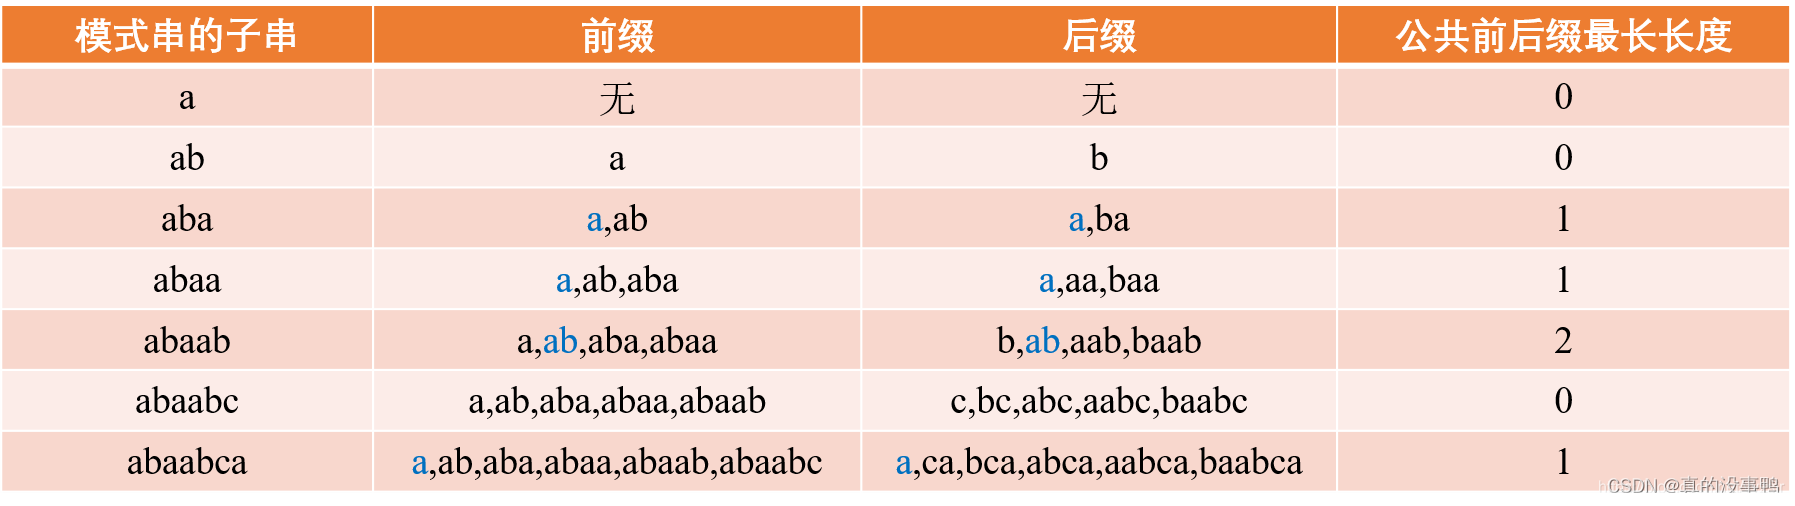 模式串的子串 前缀 后缀 公共前后缀最长长度
a 无 无 0
ab a b 0
aba a,ab a,ba 1
abaa a,ab,aba a,aa,baa 1
abaab a,ab,aba,abaa b,ab,aab,baab 2
abaabc a,ab,aba,abaa,abaab c,bc,abc,aabc,baabc 0
abaabca a,ab,aba,abaa,abaab,abaabc a,ca,bca,abca,aabca,baabca 1
CSDN @真的没事鸭